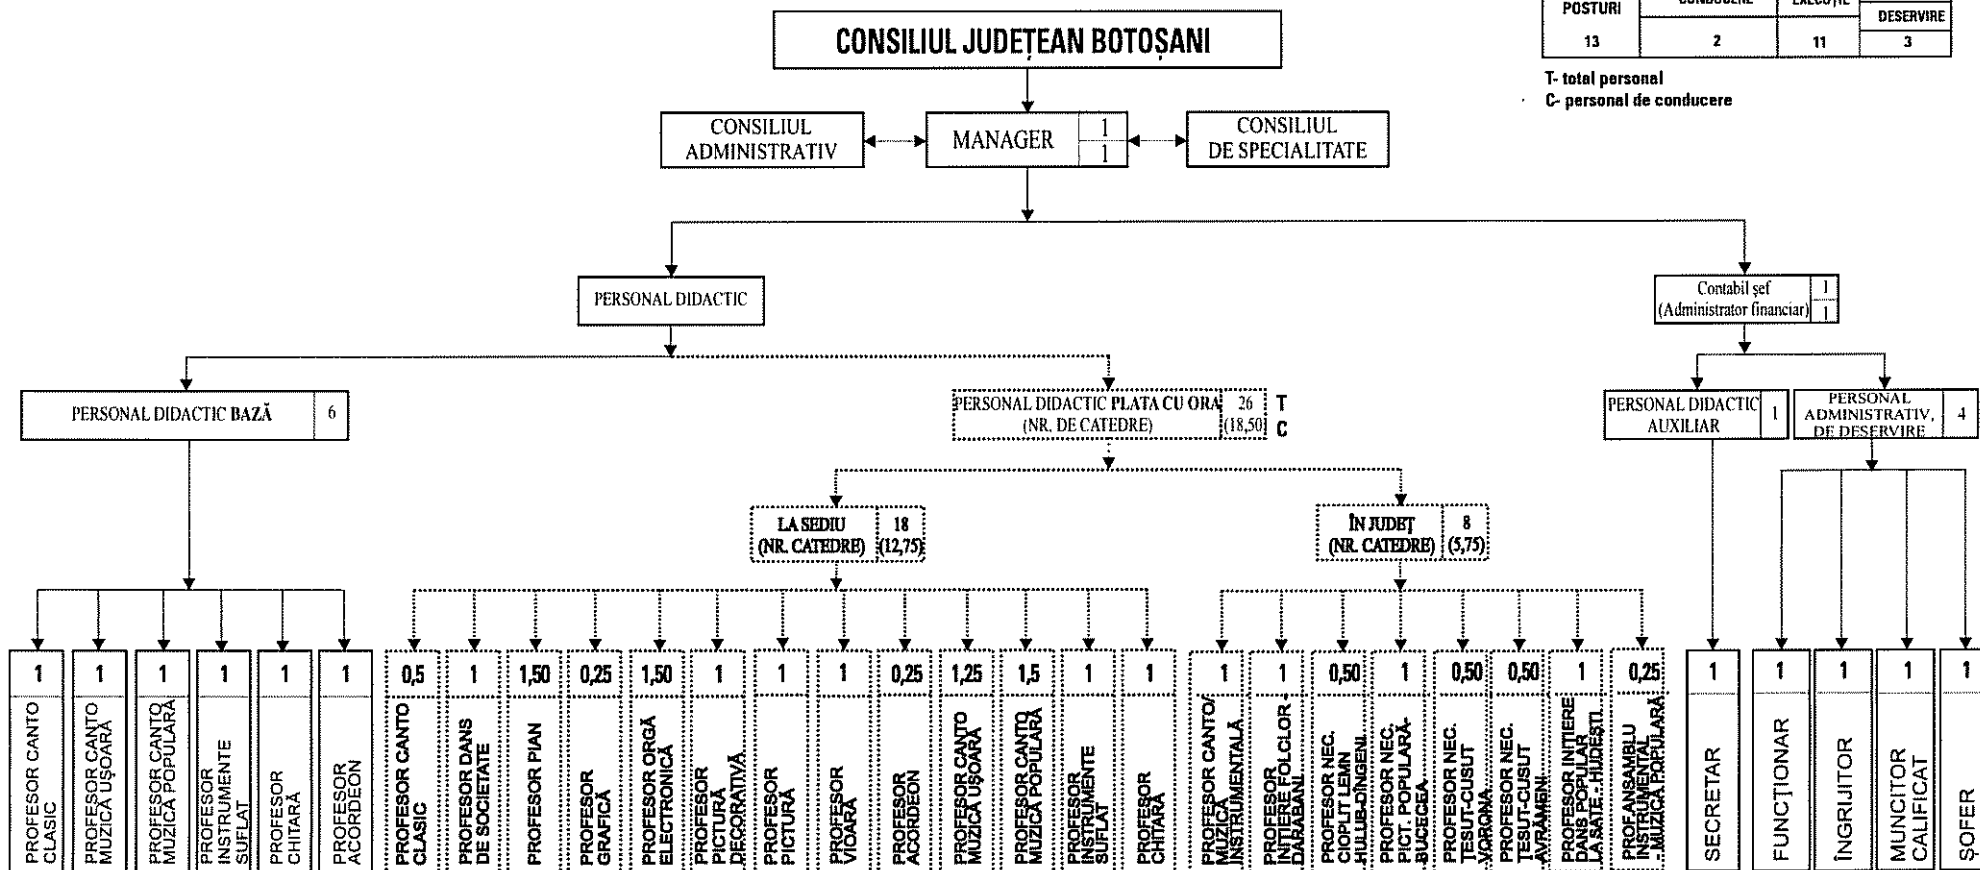 CONSILIUL JUDEȚEAN BOTOȘANI
POSTURI
CONDUCERE
EXECUȚIE
DESERVIRE
13
2
11
3
T- total personal
C- personal de conducere
CONSILIUL
ADMINISTRATIV
MANAGER
1
1
CONSILIUL
DE SPECIALITATE
PERSONAL DIDACTIC
Contabil șef
(Administrator financiar)
1
1
PERSONAL DIDACTIC BAZĂ
6
PERSONAL DIDACTIC PLATA CU ORA
(NR. DE CATEDRE)
26
(18,50)
T
C
PERSONAL DIDACTIC
AUXILIAR
1
PERSONAL
ADMINISTRATIV,
DE DESERVIRE
4
LA SEDIU
(NR. CATEDRE)
18
(12,75)
ÎN JUDEȚ
(NR. CATEDRE)
8
(5,75)
1
PROFESOR CANTO
CLASIC
1
PROFESOR CANTO
MUZICĂ UȘOARĂ
1
PROFESOR CANTO
MUZICĂ POPULARĂ
1
PROFESOR
INSTRUMENTE
SUFLAT
1
PROFESOR
CHITARĂ
1
PROFESOR
ACORDEON
0,5
PROFESOR CANTO
CLASIC
1
PROFESOR DANS
DE SOCIETATE
1,50
PROFESOR PIAN
0,25
PROFESOR
GRAFICĂ
1,50
PROFESOR ORGĂ
ELECTRONICĂ
1
PROFESOR
PICTURĂ
DECORATIVĂ
1
PROFESOR
PICTURĂ
1
PROFESOR
VIOARĂ
0,25
PROFESOR
ACORDEON
1,25
PROFESOR CANTO
MUZICĂ UȘOARĂ
1,5
PROFESOR CANTO
MUZICĂ POPULARĂ
1
PROFESOR
INSTRUMENTE
SUFLAT
1
PROFESOR
CHITARĂ
1
PROFESOR CANTO/
MUZICĂ
INSTRUMENTALĂ
1
PROFESOR
INIȚIERE FOLCLOR -
DARABANI
0,50
PROFESOR NEC.
CIOPLIT LEMN
HULUB-DÎNGENI
1
PROFESOR NEC.
PICT. POPULARĂ-
BUCECEA
0,50
PROFESOR NEC.
ȚESUT-CUSUT
VORONA
0,50
PROFESOR NEC.
ȚESUT-CUSUT
AVRĂMENI
1
PROFESOR INIȚIERE
DANS POPULAR
LA SATE - HUDEȘTI
0,25
PROF.ANSAMBLU
INSTRUMENTAL
- MUZICĂ POPULARĂ
1
SECRETAR
1
FUNCȚIONAR
1
ÎNGRIJITOR
1
MUNCITOR
CALIFICAT
1
ȘOFER